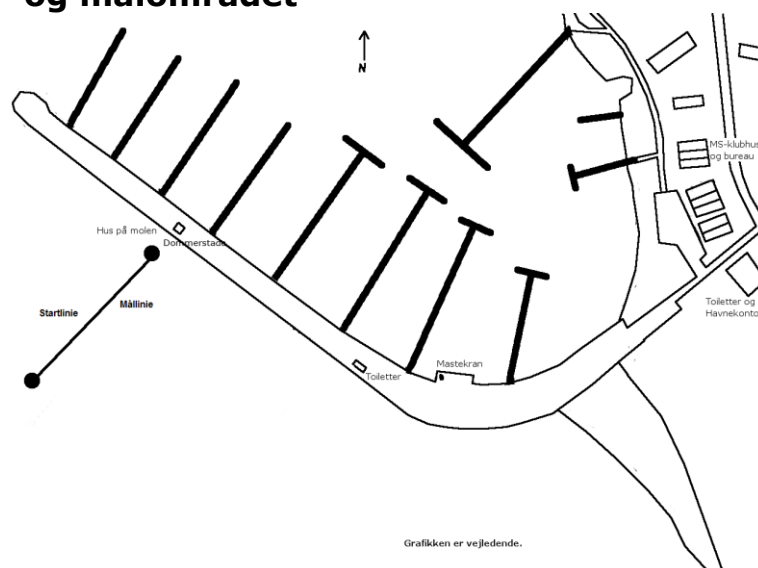 og målområdet
N
MS-klubhus
og bureau
Hus på molen
Dommerstade
Mållinie
Startlinie
Toiletter og
Havnekonto
Mastekran
Toiletter
Grafikken er vejledende.